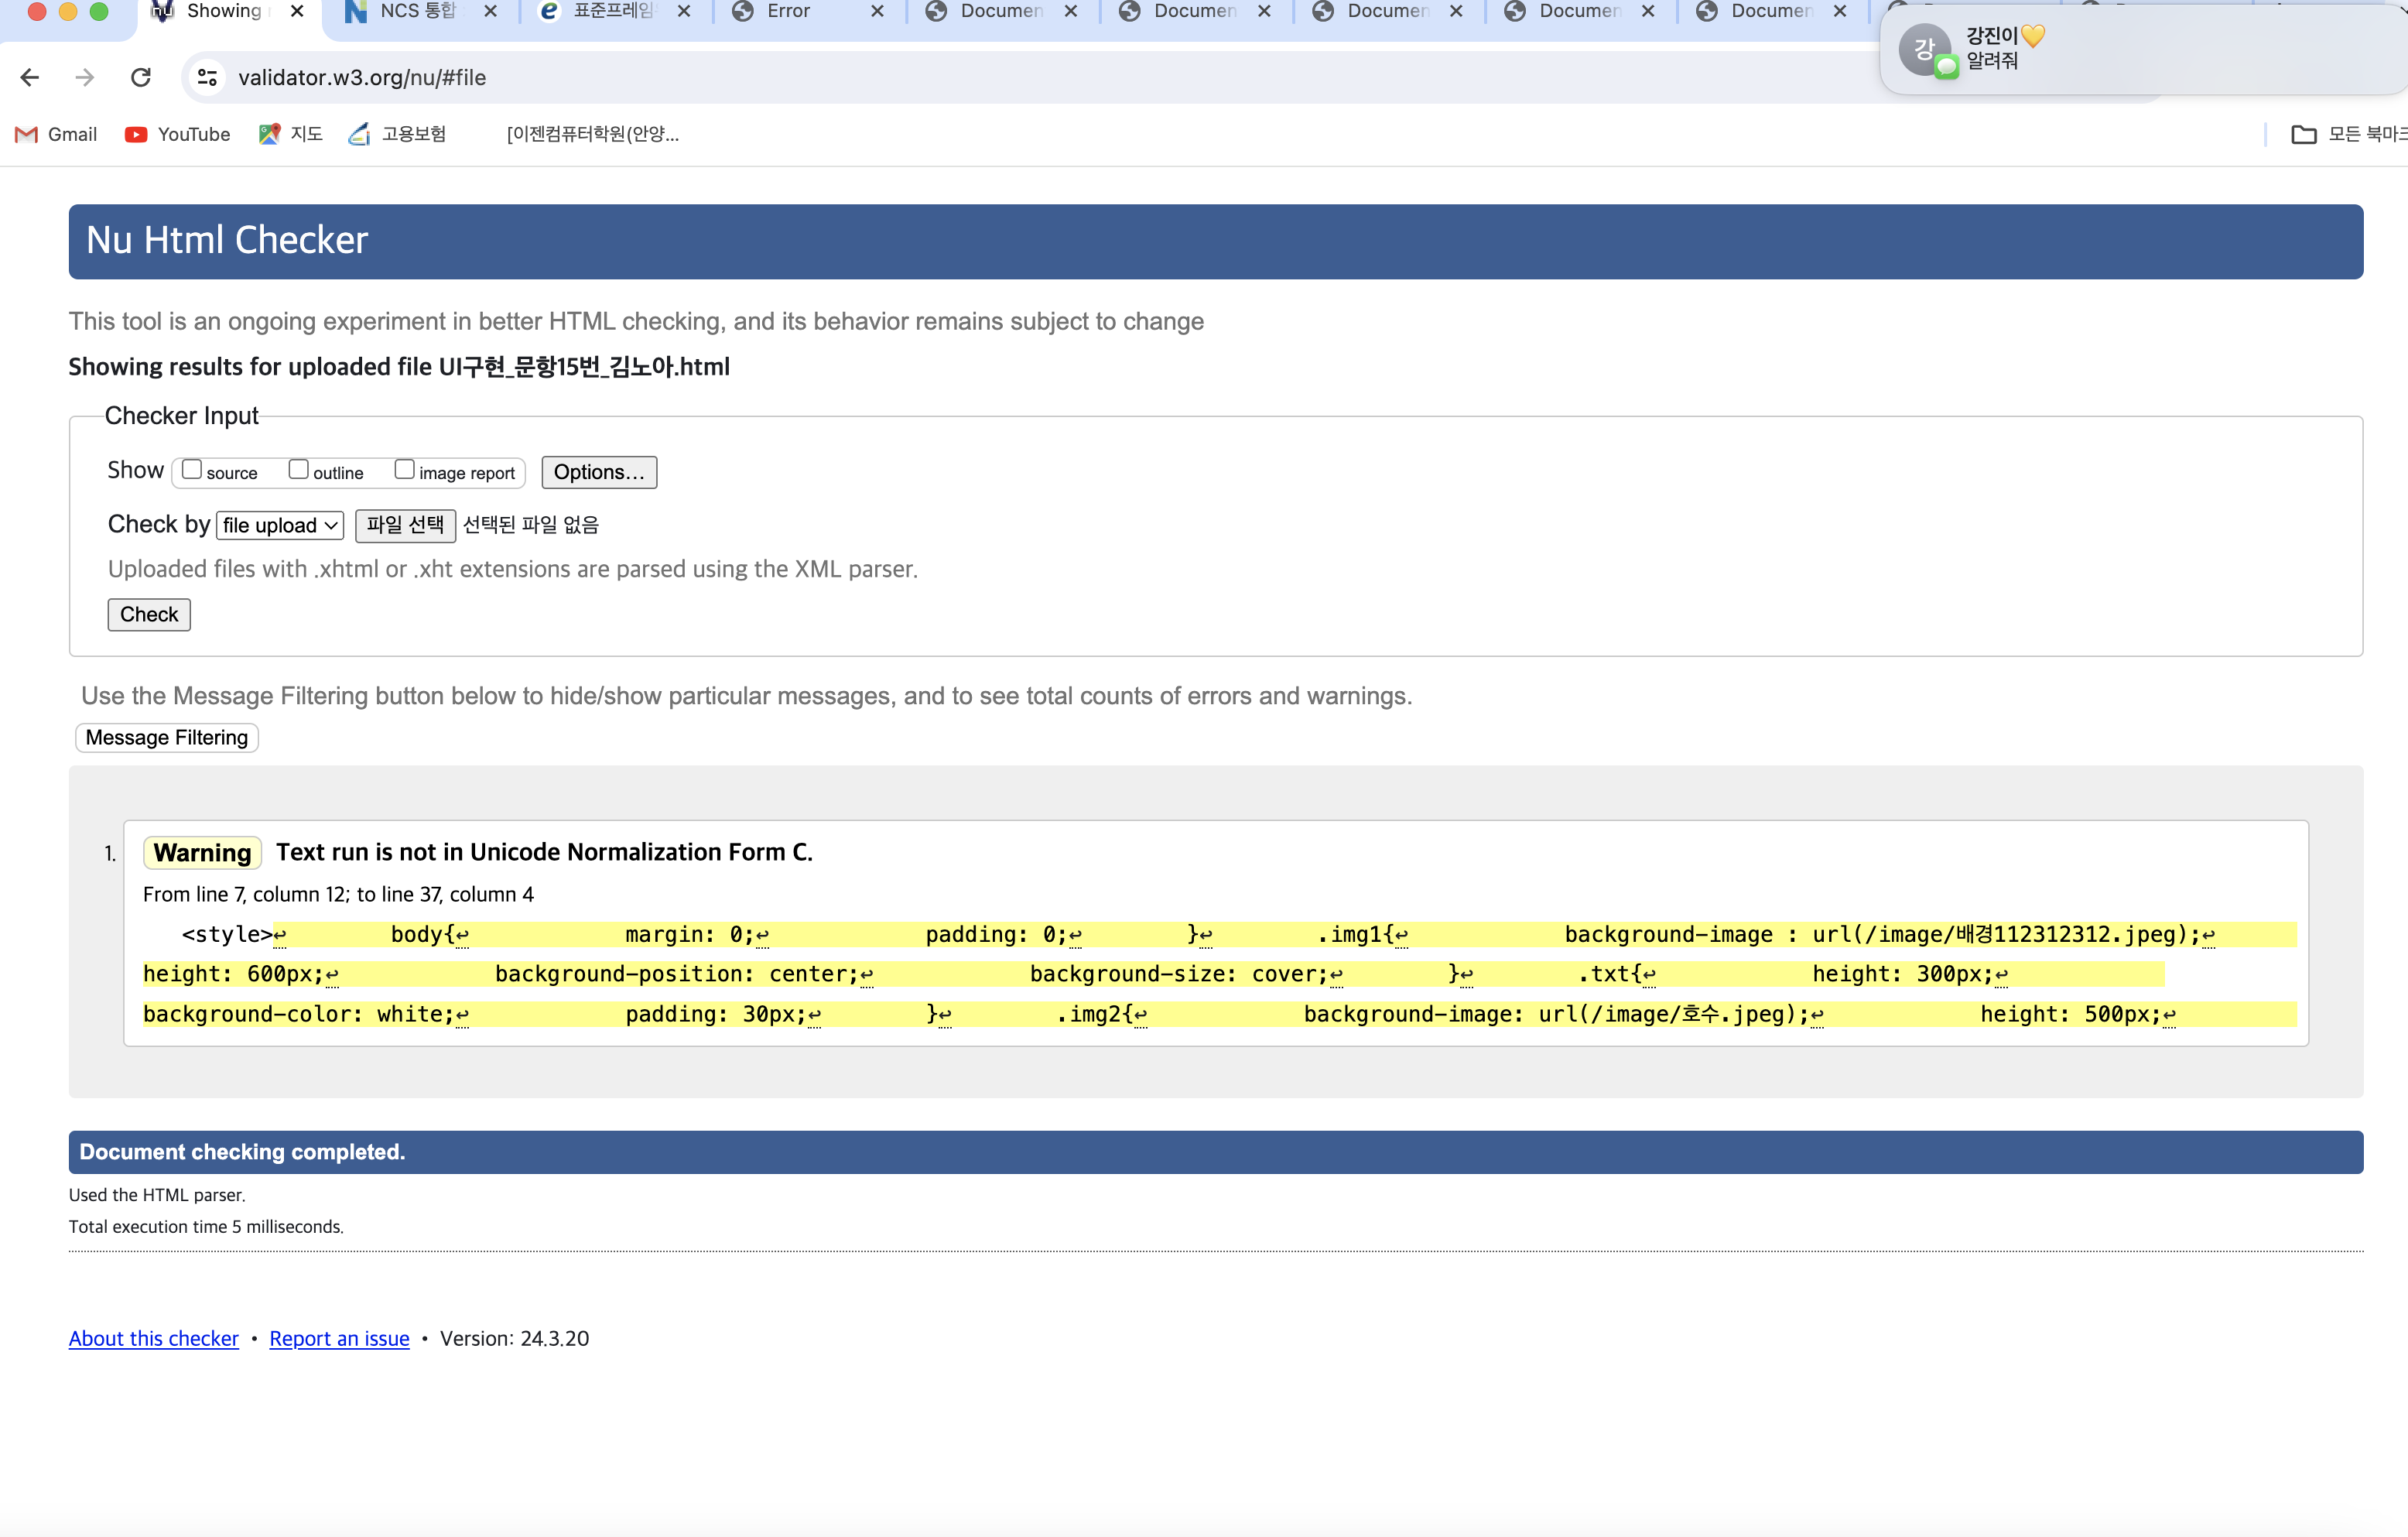 Showing
NCS 통합
표준프레임
Error
Documen
Documen
Documen
Documen
Documen
강
강진이💛
알려줘
validator.w3.org/nu/#file
Gmail
YouTube
지도
고용보험
[이젠컴퓨터학원(안양...
모든 북마크
Nu Html Checker
This tool is an ongoing experiment in better HTML checking, and its behavior remains subject to change
Showing results for uploaded file UI구현_문항15번_김노아.html
Checker Input
Show source outline image report Options...
Check by file upload 파일 선택 선택된 파일 없음
Uploaded files with .xhtml or .xht extensions are parsed using the XML parser.
Check
Use the Message Filtering button below to hide/show particular messages, and to see total counts of errors and warnings.
Message Filtering
1. Warning Text run is not in Unicode Normalization Form C.
From line 7, column 12; to line 37, column 4
<style>↩ body{↩ margin: 0;↩ padding: 0;↩ }↩ .img1{↩ background-image : url(/image/배경112312312.jpeg);↩
height: 600px;↩ background-position: center;↩ background-size: cover;↩ }↩ .txt{↩ height: 300px;↩
background-color: white;↩ padding: 30px;↩ }↩ .img2{↩ background-image: url(/image/호수.jpeg);↩ height: 500px;↩
Document checking completed.
Used the HTML parser.
Total execution time 5 milliseconds.
About this checker • Report an issue • Version: 24.3.20